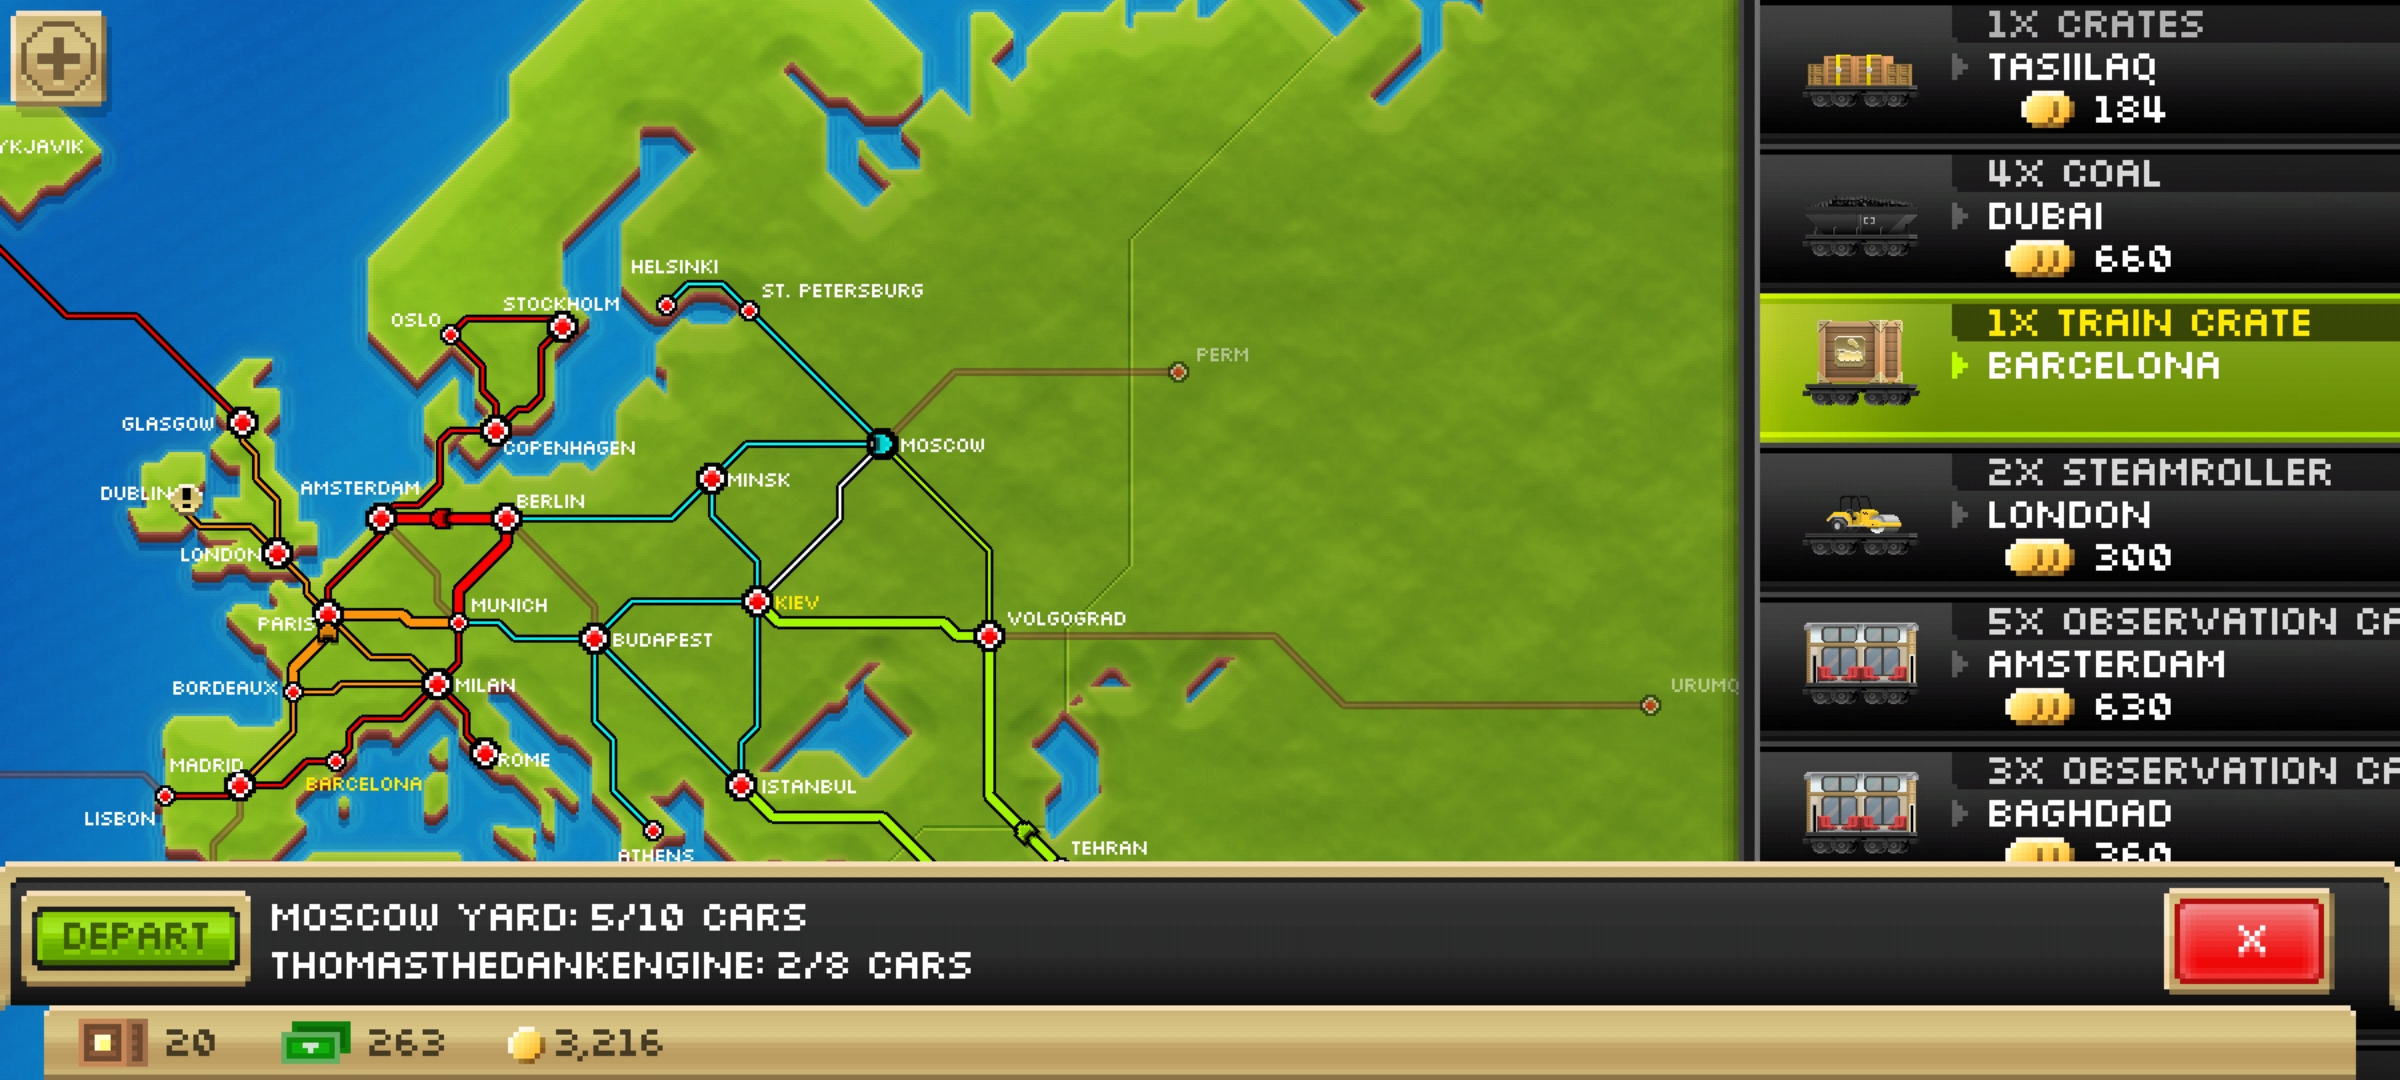 YKJAVIK
HELSINKI
ST. PETERSBURG
STOCKHOLM
OSLO
PERM
GLASGOW
COPENHAGEN
MOSCOW
MINSK
AMSTERDAM
DUBLIN
BERLIN
LONDON
MUNICH
KIEV
PARIS
VOLGOGRAD
BUDAPEST
BORDEAUX
MILAN
URUMQ
ROME
MADRID
BARCELONA
ISTANBUL
LISBON
ATHENS
TEHRAN
1X CRATES
TASIILAQ
184
4X COAL
DUBAI
660
1X TRAIN CRATE
BARCELONA
2X STEAMROLLER
LONDON
300
5X OBSERVATION CA
AMSTERDAM
630
3X OBSERVATION CA
BAGHDAD
360
DEPART
MOSCOW YARD: 5/10 CARS
THOMASTHEDANKENGINE: 2/8 CARS
X
20
263
3,216